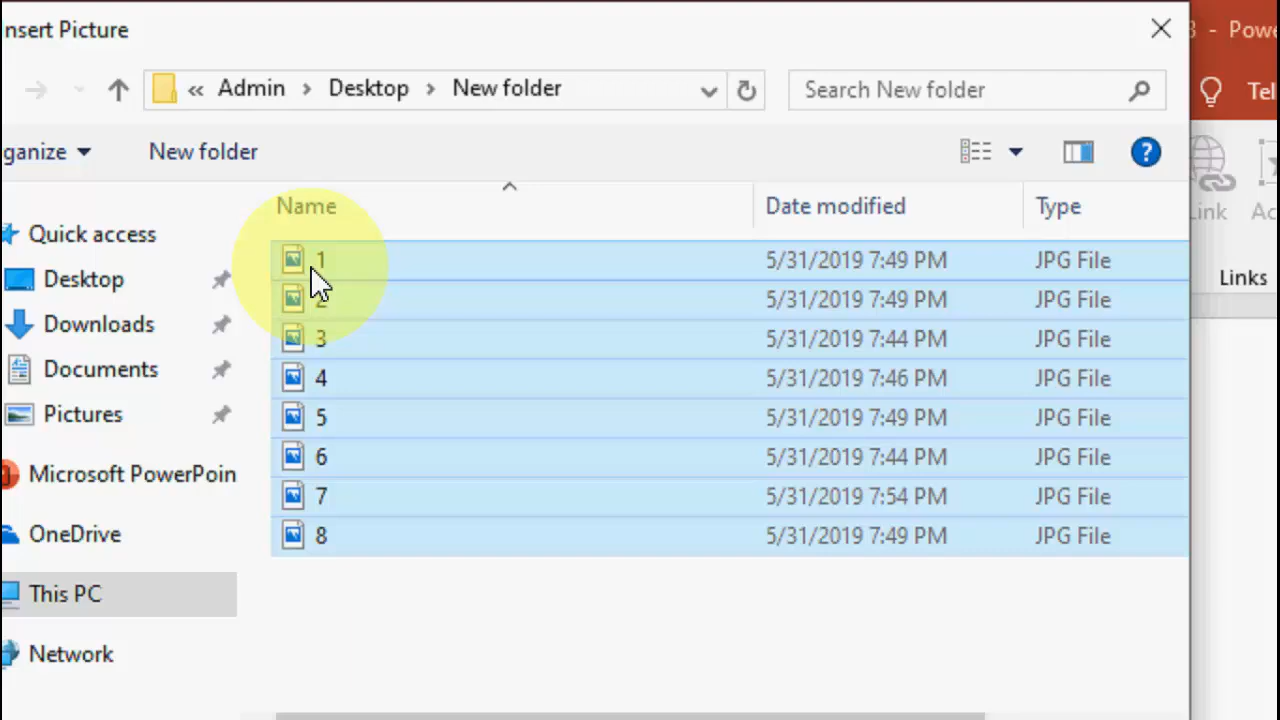 nsert Picture
3 - Powe
« Admin > Desktop > New folder
Search New folder
Tel
ganize
New folder
?
Link
Ac
Links
Name
Date modified
Type
Quick access
Desktop
Downloads
Documents
Pictures
Microsoft PowerPoin
OneDrive
This PC
Network
1 5/31/2019 7:49 PM JPG File
2 5/31/2019 7:49 PM JPG File
3 5/31/2019 7:44 PM JPG File
4 5/31/2019 7:46 PM JPG File
5 5/31/2019 7:49 PM JPG File
6 5/31/2019 7:44 PM JPG File
7 5/31/2019 7:54 PM JPG File
8 5/31/2019 7:49 PM JPG File